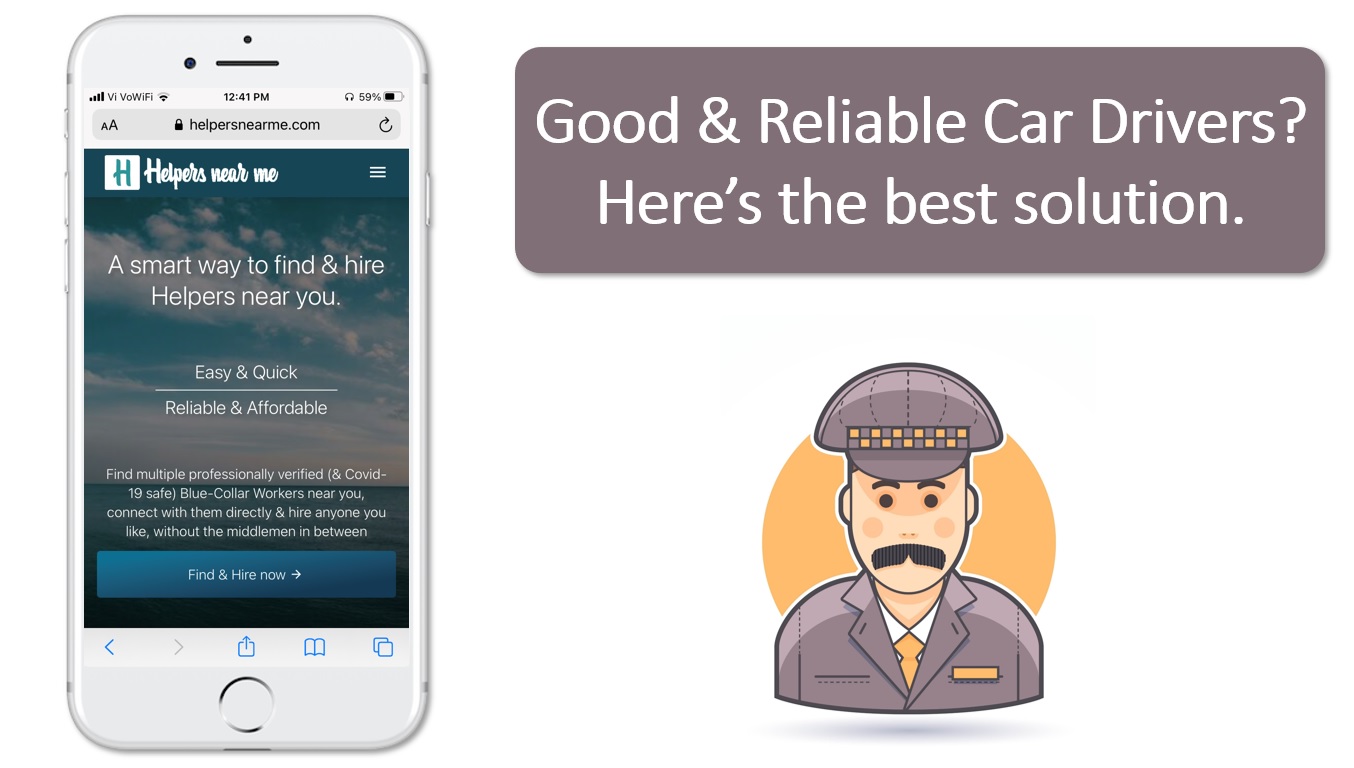 Vi VoWiFi 12:41 PM 59%
AA helpersnearme.com
H Helpers near me
A smart way to find & hire
Helpers near you.
Easy & Quick
Reliable & Affordable
Find multiple professionally verified (& Covid-
19 safe) Blue-Collar Workers near you,
connect with them directly & hire anyone you
like, without the middlemen in between
Find & Hire now →
Good & Reliable Car Drivers?
Here’s the best solution.